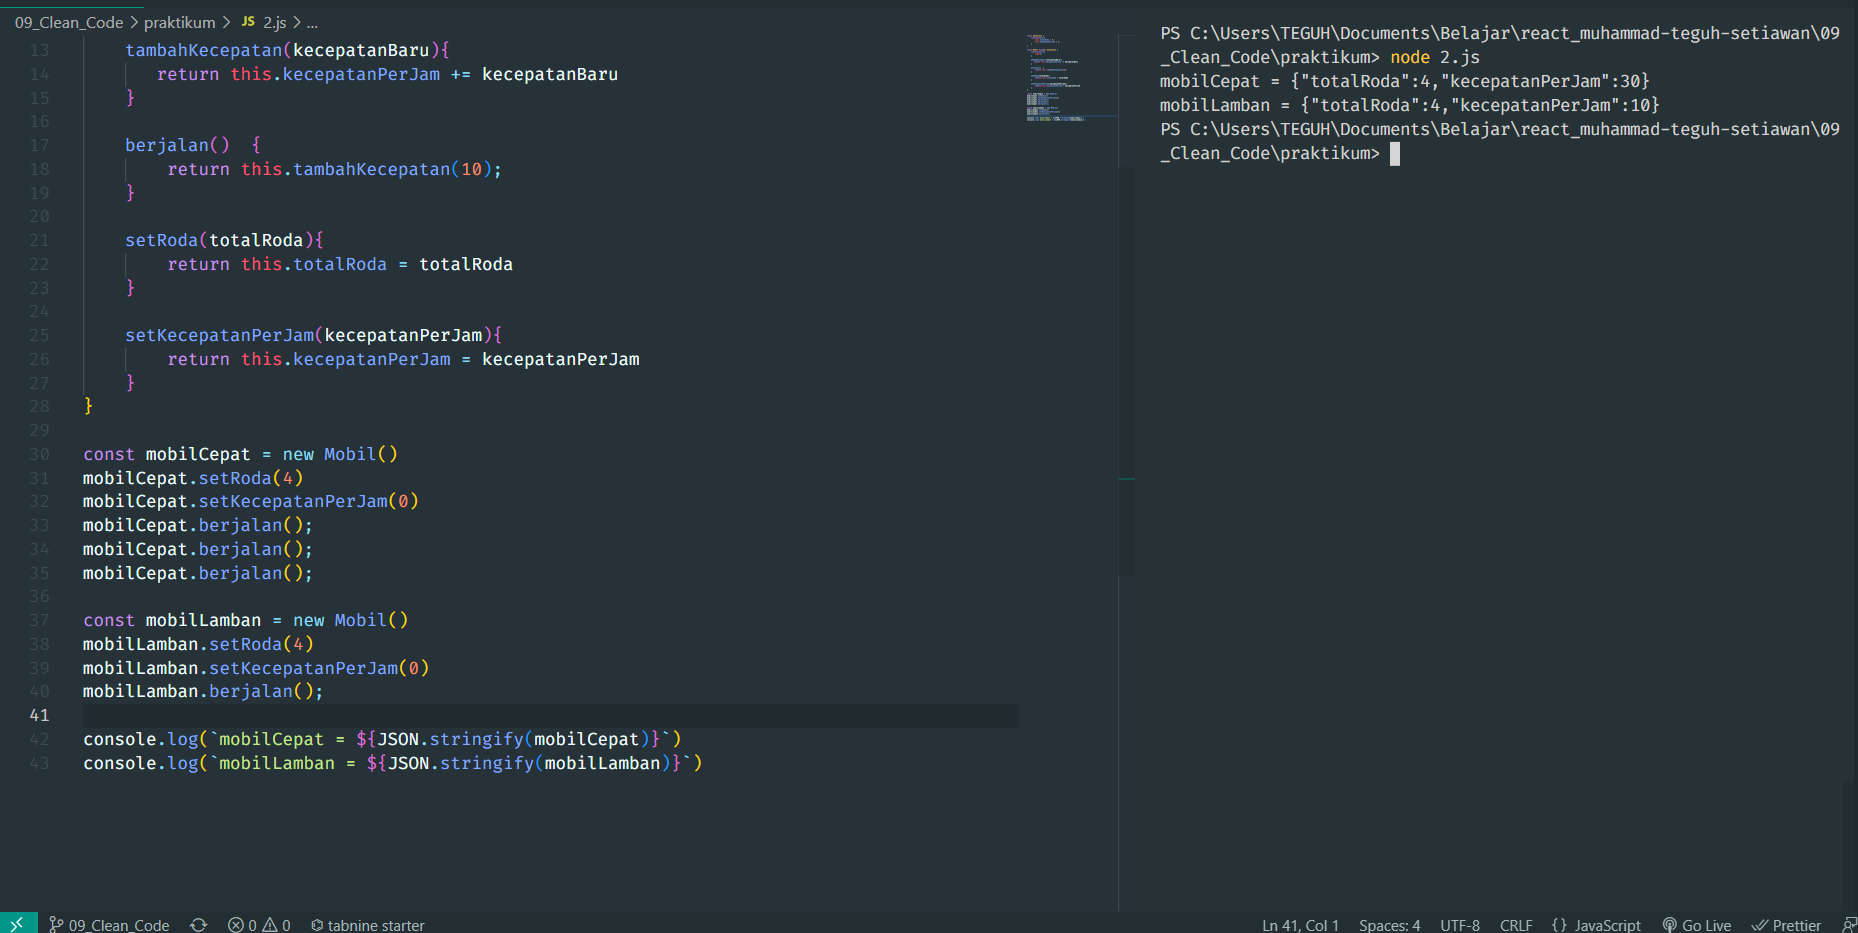 09_Clean_Code > praktikum > JS 2.js > ...
13 tambahKecepatan(kecepatanBaru){
14 return this.kecepatanPerJam += kecepatanBaru
15 }
16
17 berjalan()  {
18 return this.tambahKecepatan(10);
19 }
20
21 setRoda(totalRoda){
22 return this.totalRoda = totalRoda
23 }
24
25 setKecepatanPerJam(kecepatanPerJam){
26 return this.kecepatanPerJam = kecepatanPerJam
27 }
28 }
29
30 const mobilCepat = new Mobil()
31 mobilCepat.setRoda(4)
32 mobilCepat.setKecepatanPerJam(0)
33 mobilCepat.berjalan();
34 mobilCepat.berjalan();
35 mobilCepat.berjalan();
36
37 const mobilLamban = new Mobil()
38 mobilLamban.setRoda(4)
39 mobilLamban.setKecepatanPerJam(0)
40 mobilLamban.berjalan();
41
42 console.log(`mobilCepat = ${JSON.stringify(mobilCepat)}`)
43 console.log(`mobilLamban = ${JSON.stringify(mobilLamban)}`)
PS C:\Users\TEGUH\Documents\Belajar\react_muhammad-teguh-setiawan\09
_Clean_Code\praktikum> node 2.js
mobilCepat = {"totalRoda":4,"kecepatanPerJam":30}
mobilLamban = {"totalRoda":4,"kecepatanPerJam":10}
PS C:\Users\TEGUH\Documents\Belajar\react_muhammad-teguh-setiawan\09
_Clean_Code\praktikum>
09_Clean_Code 0 0 tabnine starter Ln 41, Col 1 Spaces: 4 UTF-8 CRLF {} JavaScript Go Live Prettier